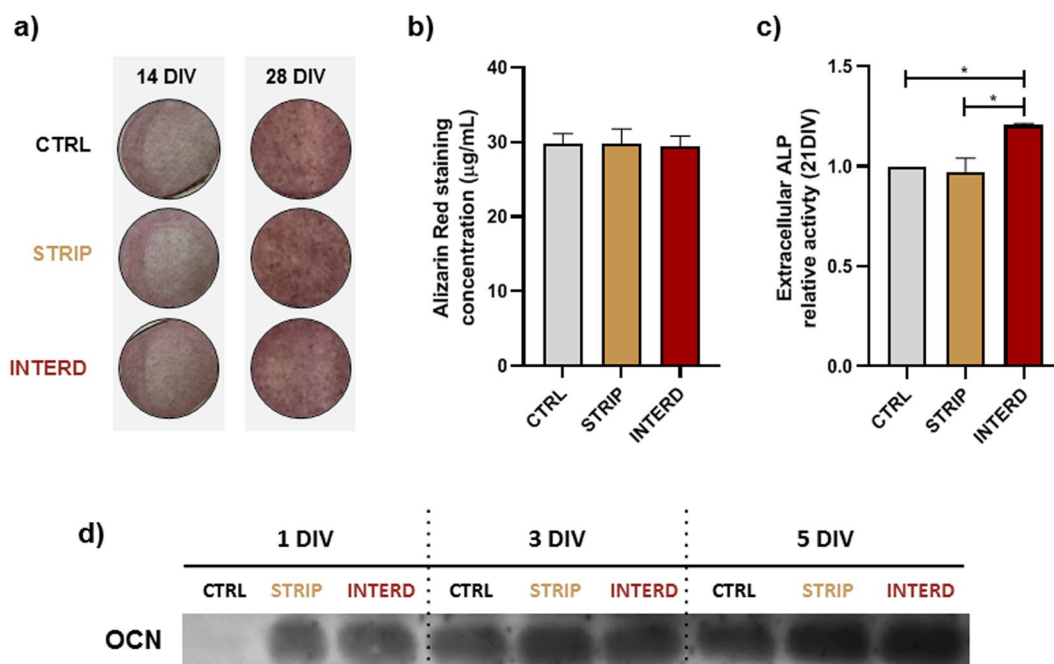 a)
14 DIV 28 DIV
CTRL
STRIP
INTERD
b)
Alizarin Red staining
concentration (μg/mL)
40
30
20
10
0
CTRL STRIP INTERD
c)
Extracellular ALP
relative activty (21DIV)
1.5
1.0
0.5
0.0
* *
CTRL STRIP INTERD
d)
1 DIV 3 DIV 5 DIV
CTRL STRIP INTERD CTRL STRIP INTERD CTRL STRIP INTERD
OCN